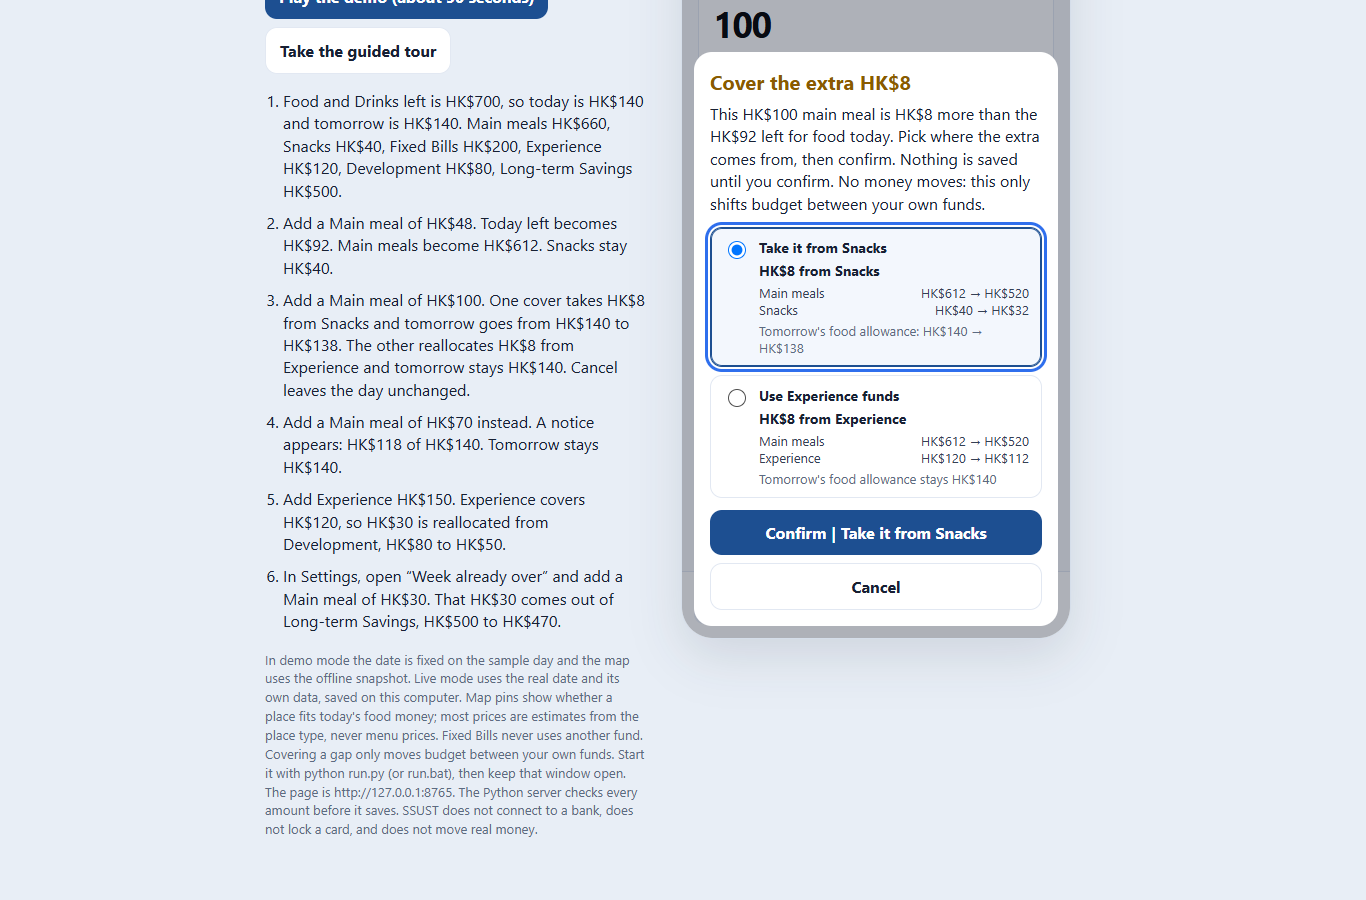 Play the demo (about 90 seconds)
Take the guided tour
1. Food and Drinks left is HK$700, so today is HK$140
and tomorrow is HK$140. Main meals HK$660,
Snacks HK$40, Fixed Bills HK$200, Experience
HK$120, Development HK$80, Long-term Savings
HK$500.
2. Add a Main meal of HK$48. Today left becomes
HK$92. Main meals become HK$612. Snacks stay
HK$40.
3. Add a Main meal of HK$100. One cover takes HK$8
from Snacks and tomorrow goes from HK$140 to
HK$138. The other reallocates HK$8 from
Experience and tomorrow stays HK$140. Cancel
leaves the day unchanged.
4. Add a Main meal of HK$70 instead. A notice
appears: HK$118 of HK$140. Tomorrow stays
HK$140.
5. Add Experience HK$150. Experience covers
HK$120, so HK$30 is reallocated from
Development, HK$80 to HK$50.
6. In Settings, open “Week already over” and add a
Main meal of HK$30. That HK$30 comes out of
Long-term Savings, HK$500 to HK$470.
In demo mode the date is fixed on the sample day and the map
uses the offline snapshot. Live mode uses the real date and its
own data, saved on this computer. Map pins show whether a
place fits today's food money; most prices are estimates from the
place type, never menu prices. Fixed Bills never uses another fund.
Covering a gap only moves budget between your own funds. Start
it with python run.py (or run.bat), then keep that window open.
The page is http://127.0.0.1:8765. The Python server checks every
amount before it saves. SSUST does not connect to a bank, does
not lock a card, and does not move real money.
100
Cover the extra HK$8
This HK$100 main meal is HK$8 more than the
HK$92 left for food today. Pick where the extra
comes from, then confirm. Nothing is saved
until you confirm. No money moves: this only
shifts budget between your own funds.
Take it from Snacks
HK$8 from Snacks
Main meals HK$612 → HK$520
Snacks HK$40 → HK$32
Tomorrow's food allowance: HK$140 →
HK$138
Use Experience funds
HK$8 from Experience
Main meals HK$612 → HK$520
Experience HK$120 → HK$112
Tomorrow's food allowance stays HK$140
Confirm | Take it from Snacks
Cancel